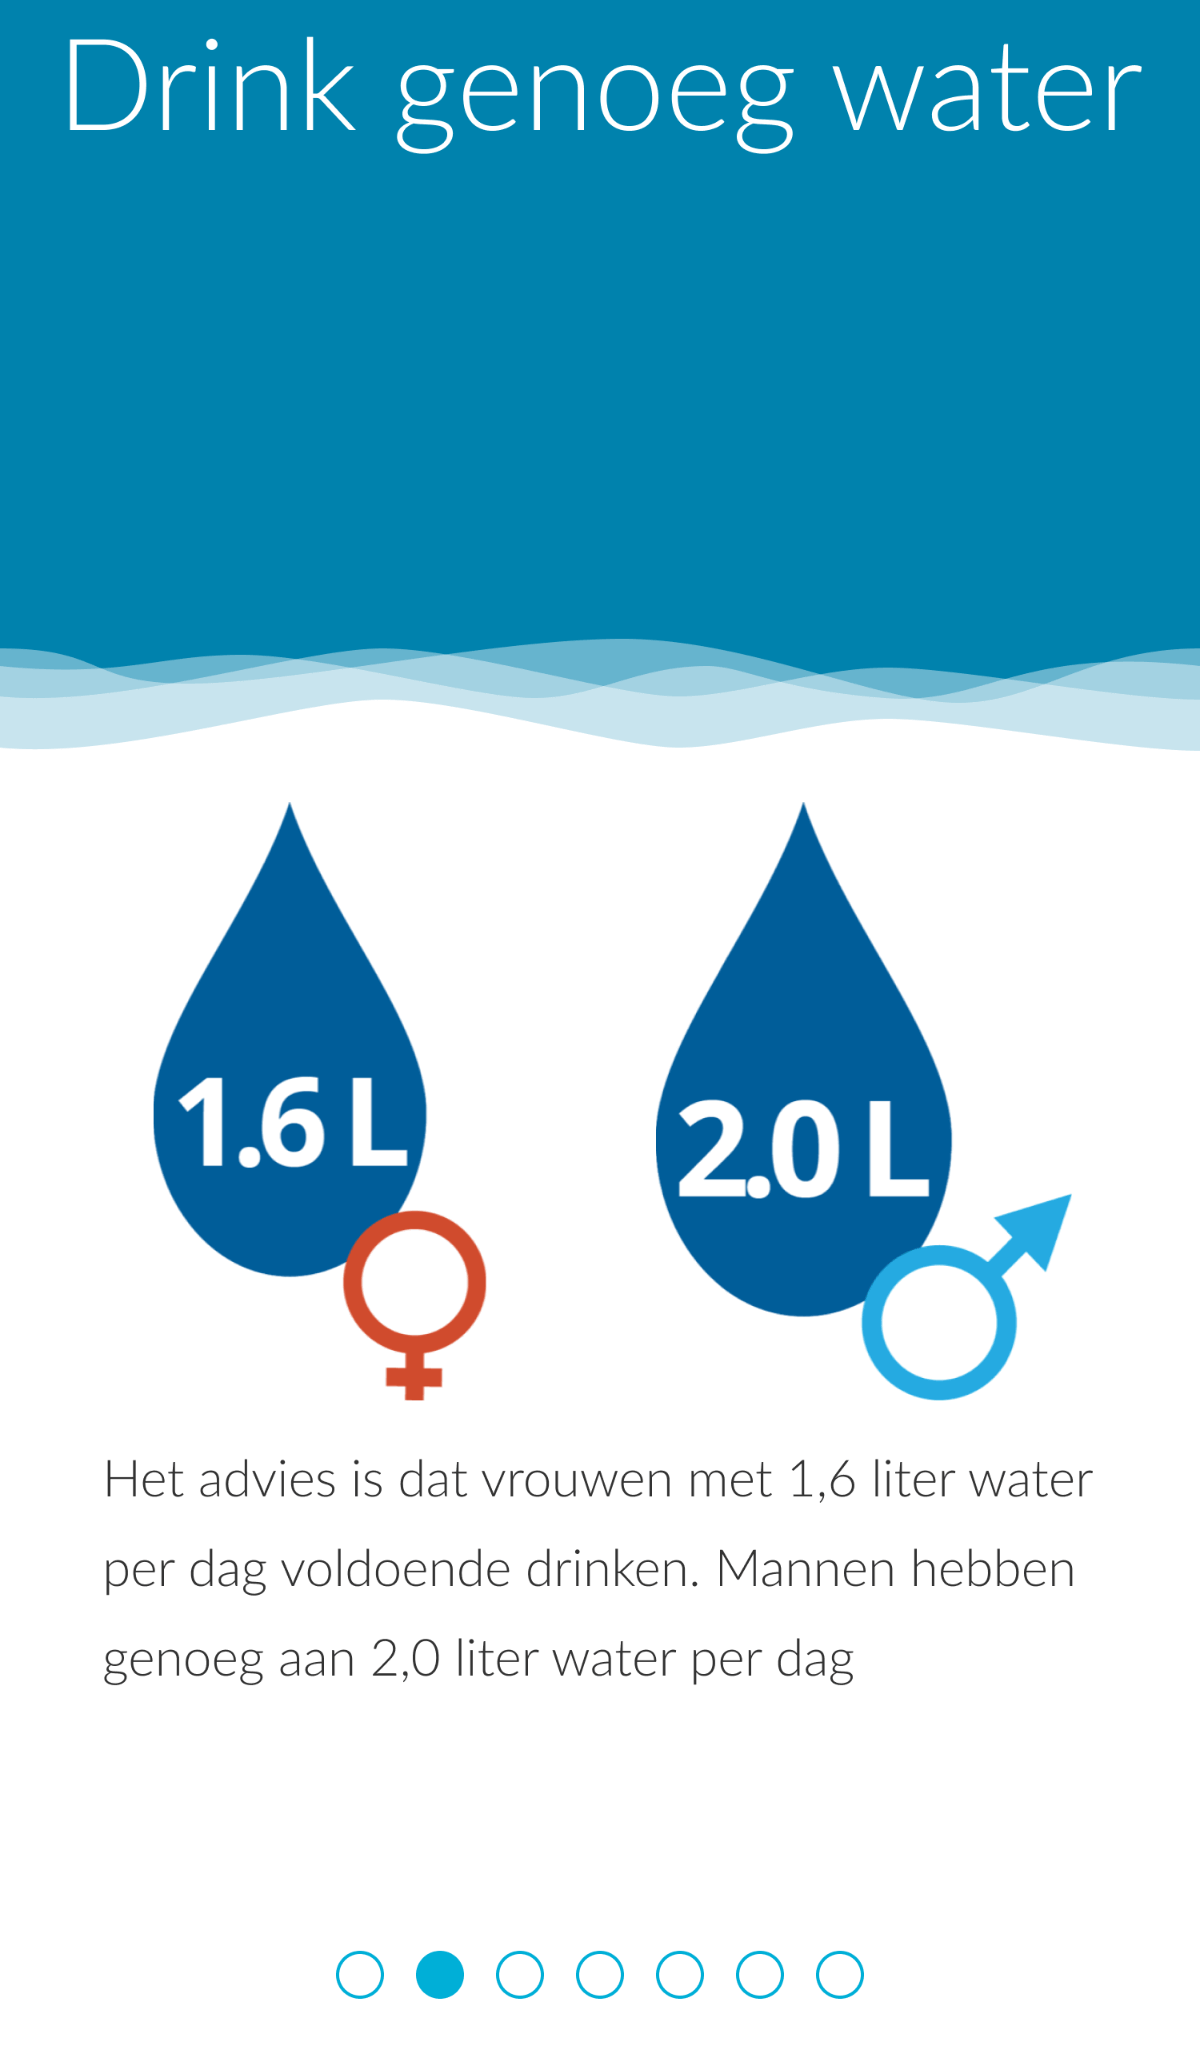 Drink genoeg water
1.6 L
2.0 L
Het advies is dat vrouwen met 1,6 liter water
per dag voldoende drinken. Mannen hebben
genoeg aan 2,0 liter water per dag